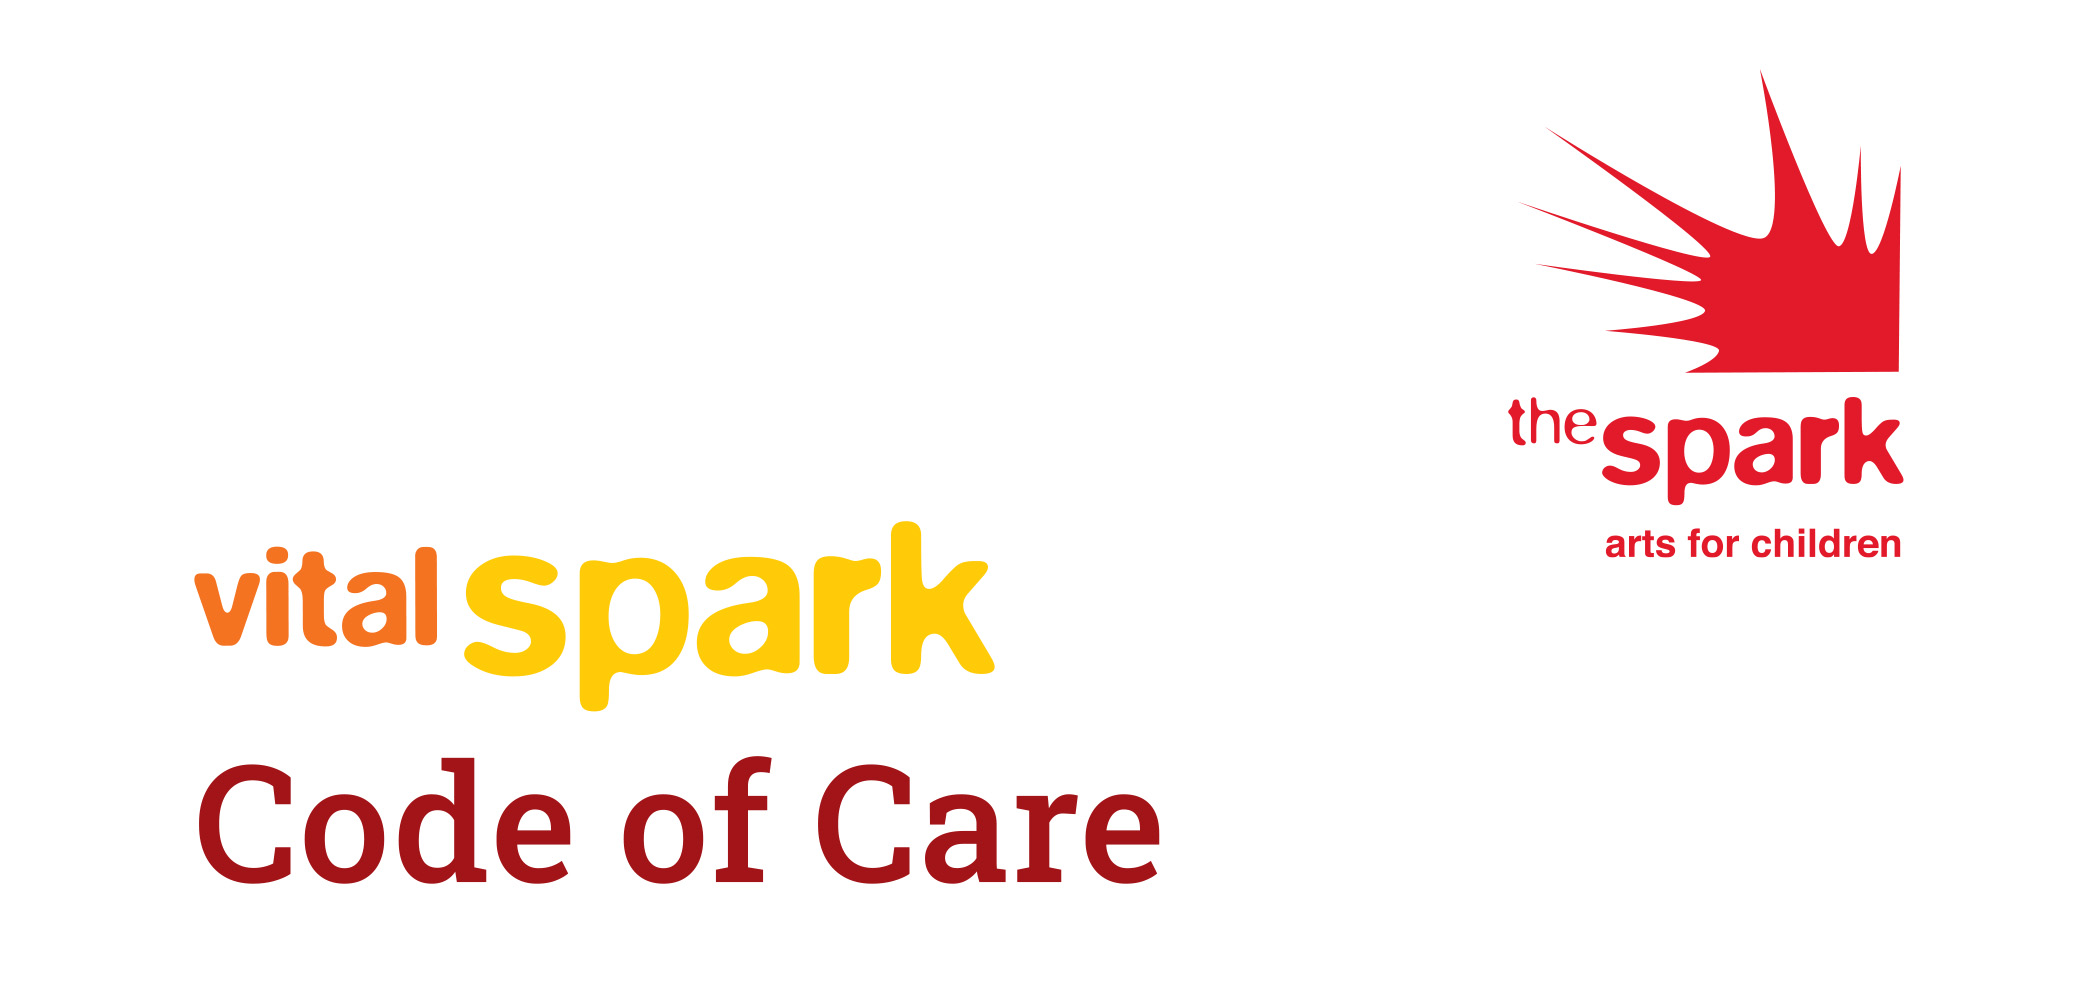 the spark
arts for children
vital spark
Code of Care